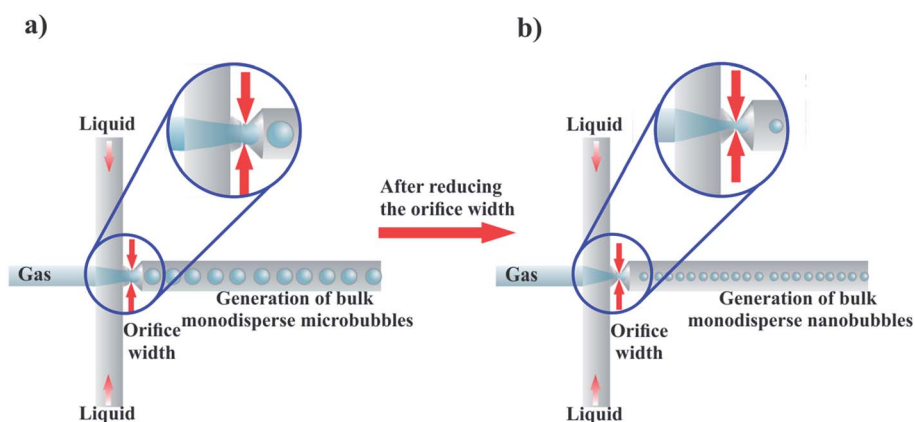 a)
Liquid
Gas
Generation of bulk
monodisperse microbubbles
Orifice
width
Liquid
After reducing
the orifice width
b)
Liquid
Gas
Generation of bulk
monodisperse nanobubbles
Orifice
width
Liquid